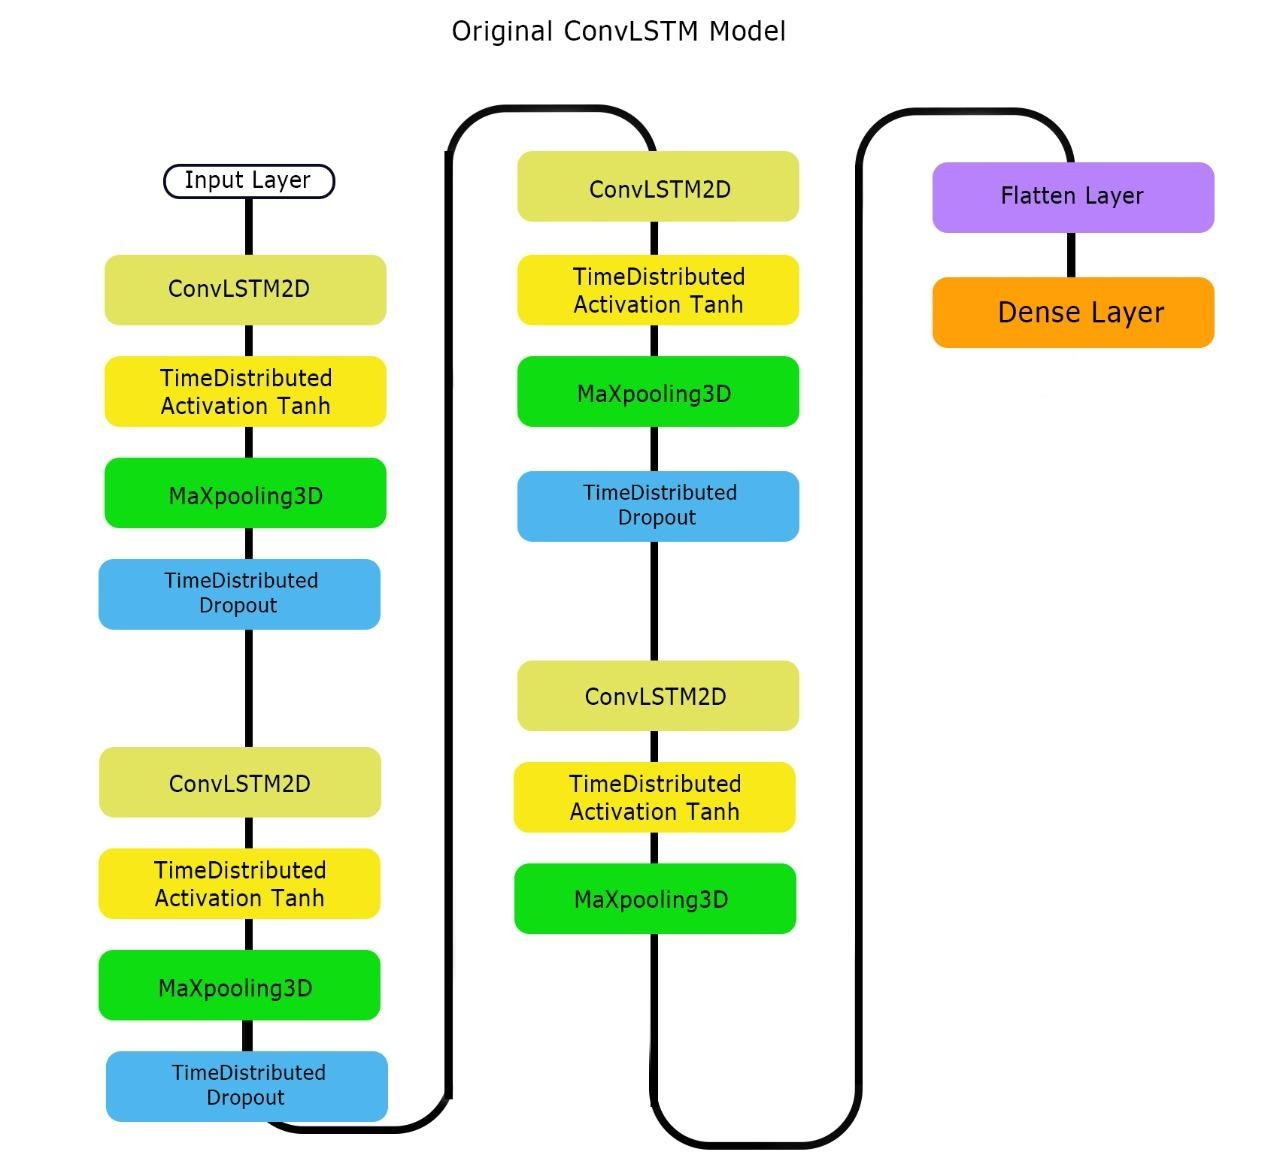 Original ConvLSTM Model
Input Layer
ConvLSTM2D
TimeDistributed
Activation Tanh
MaXpooling3D
TimeDistributed
Dropout
ConvLSTM2D
TimeDistributed
Activation Tanh
MaXpooling3D
TimeDistributed
Dropout
ConvLSTM2D
TimeDistributed
Activation Tanh
MaXpooling3D
TimeDistributed
Dropout
ConvLSTM2D
TimeDistributed
Activation Tanh
MaXpooling3D
Flatten Layer
Dense Layer